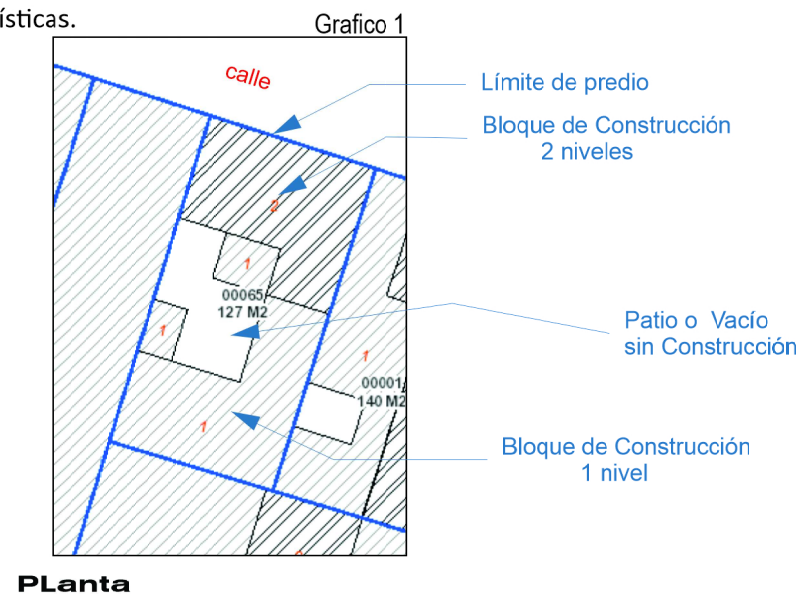 ísticas.
Grafico 1
calle
Límite de predio
Bloque de Construcción
2 niveles
2
1
00065
127 M2
1
Patio o Vacío
sin Construcción
1
00001
140 M2
1
Bloque de Construcción
1 nivel
PLanta